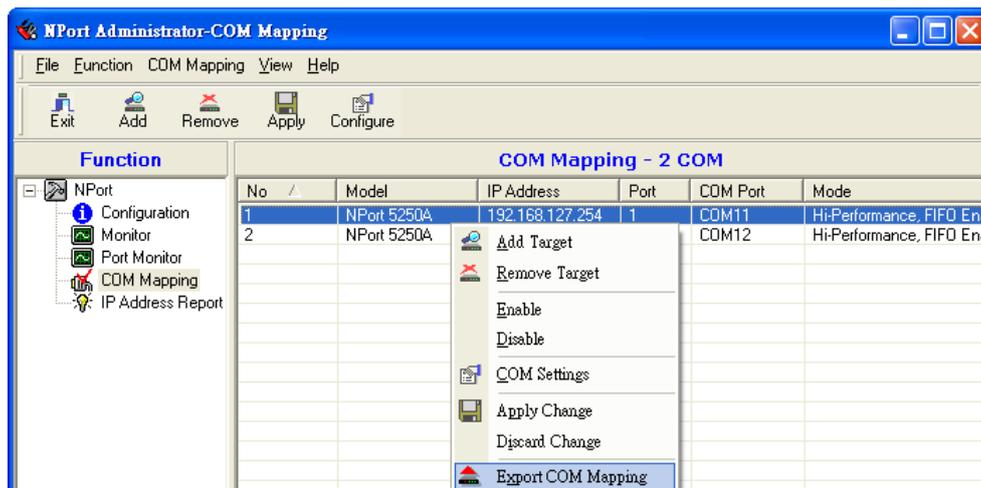 NPort Administrator-COM Mapping
File Function COM Mapping View Help
Exit Add Remove Apply Configure
Function
COM Mapping - 2 COM
NPort
Configuration
Monitor
Port Monitor
COM Mapping
IP Address Report
No Model IP Address Port COM Port Mode
1 NPort 5250A 192.168.127.254 1 COM11 Hi-Performance, FIFO En
2 NPort 5250A COM12 Hi-Performance, FIFO En
Add Target
Remove Target
Enable
Disable
COM Settings
Apply Change
Discard Change
Export COM Mapping